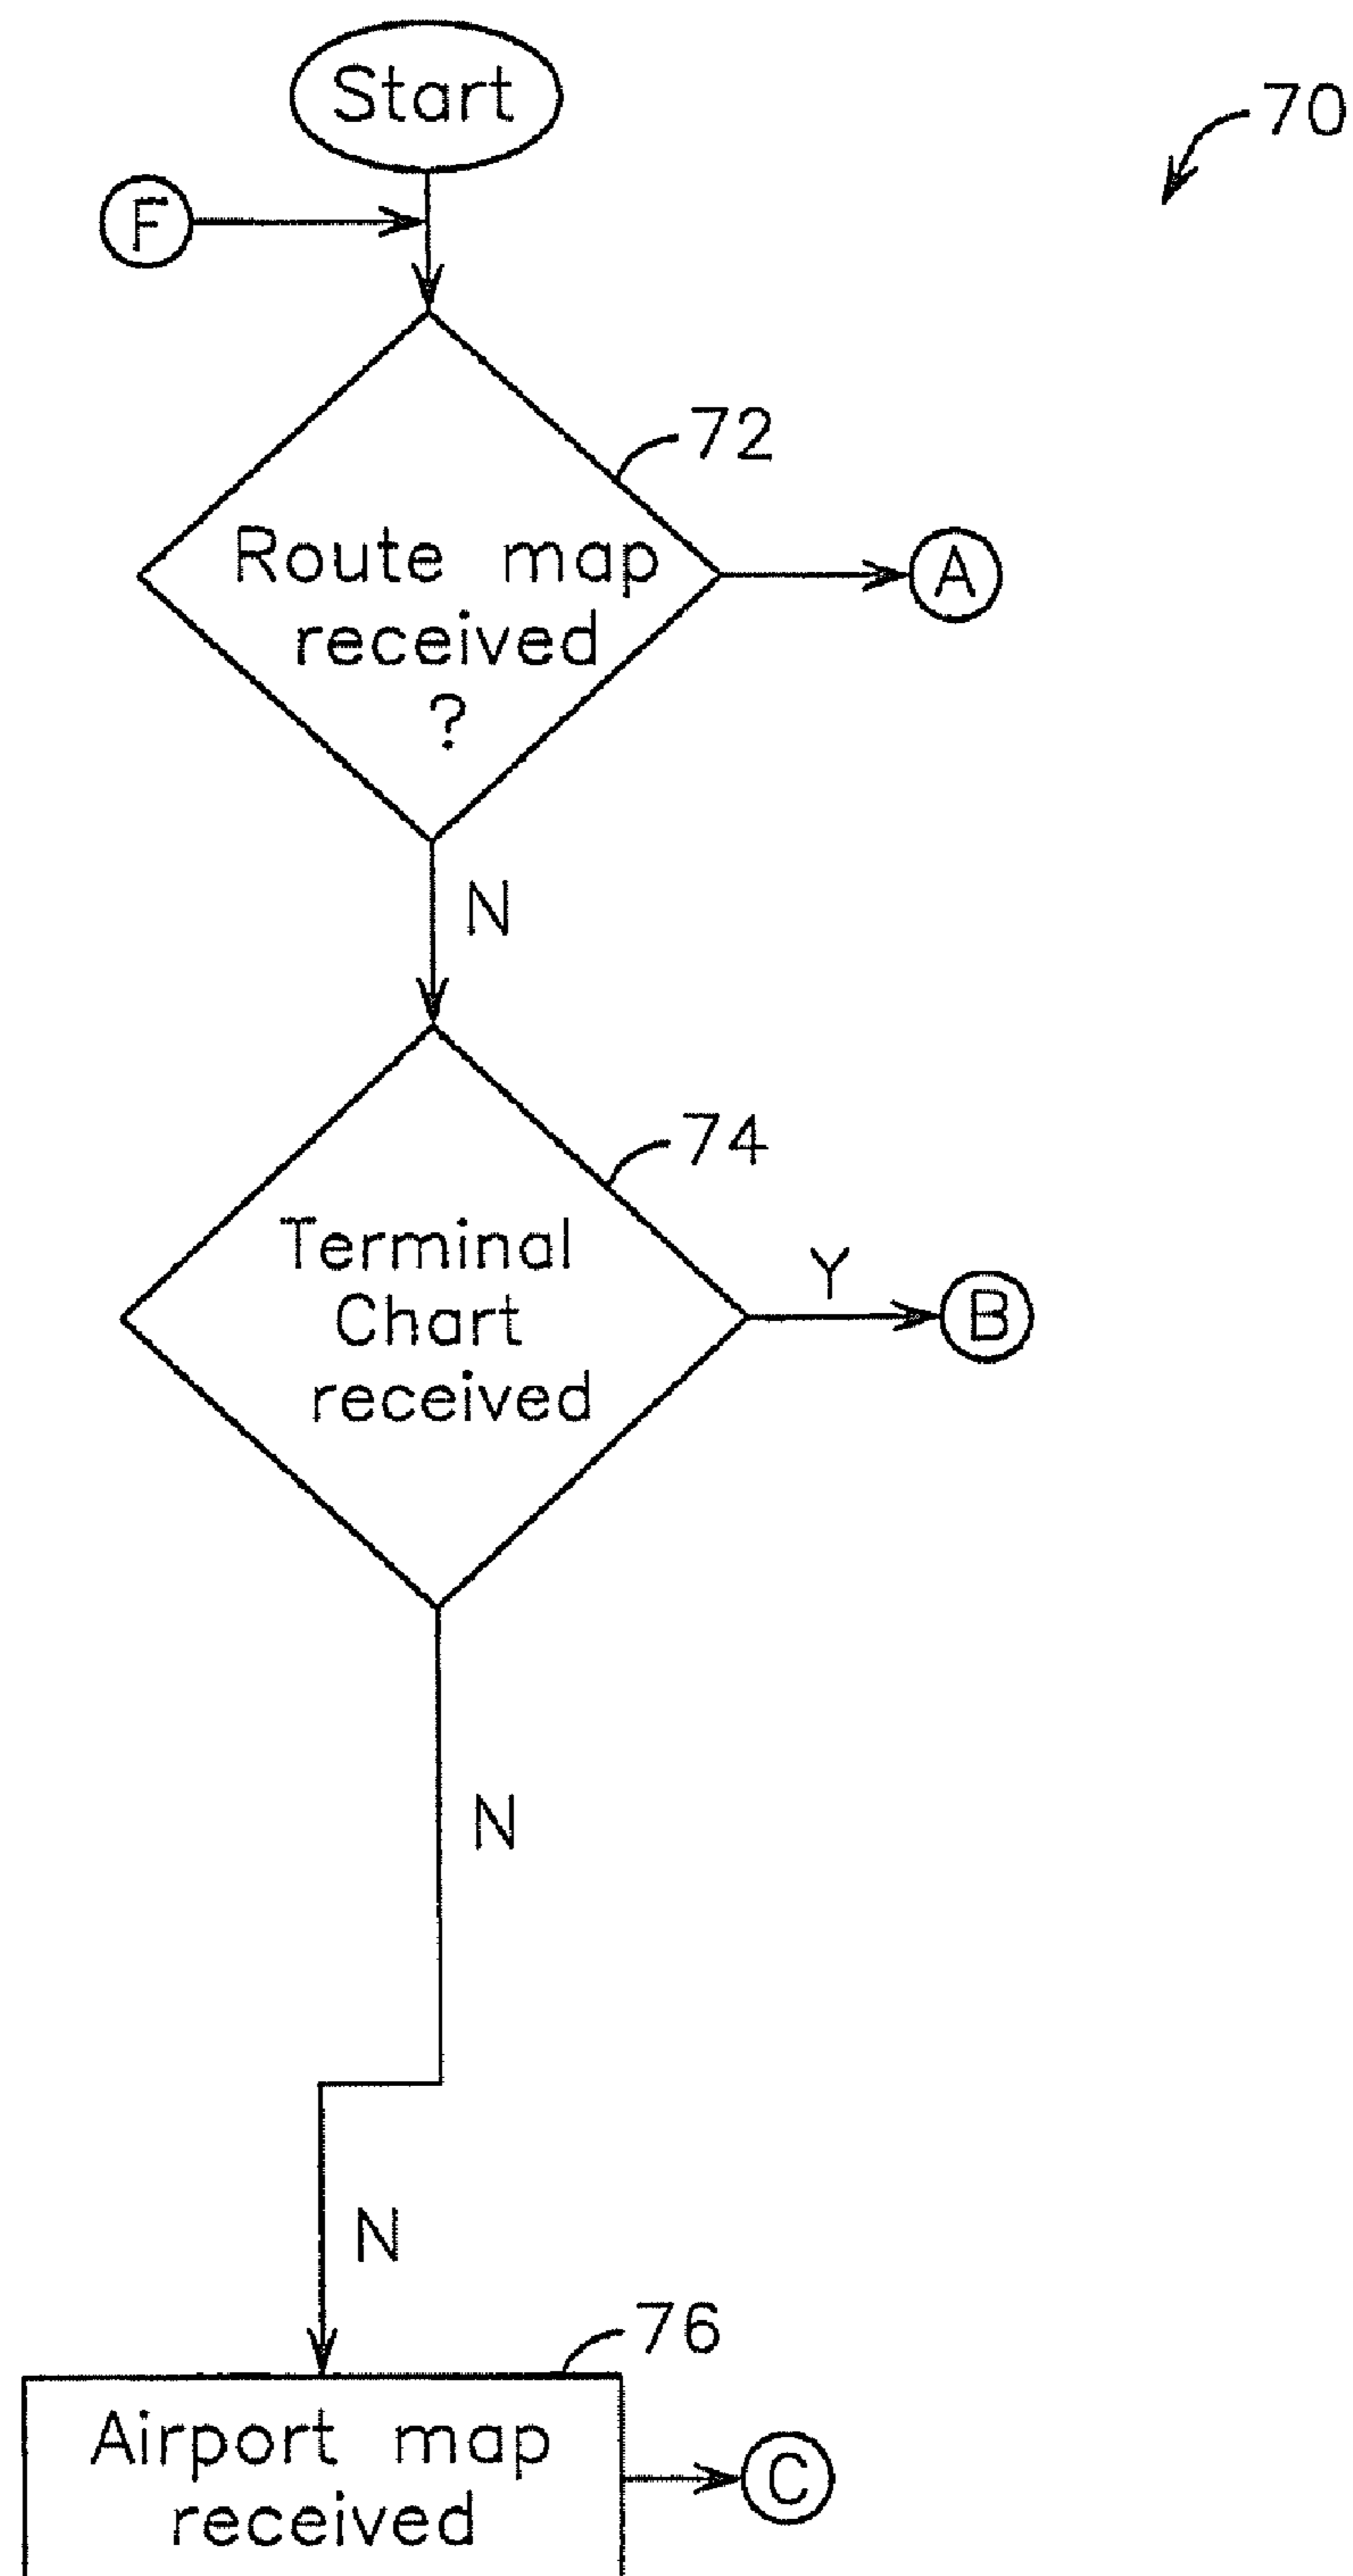 Start
70
F
72
Route map
received
?
A
N
74
Terminal
Chart
received
Y
B
N
N
76
Airport map
received
C